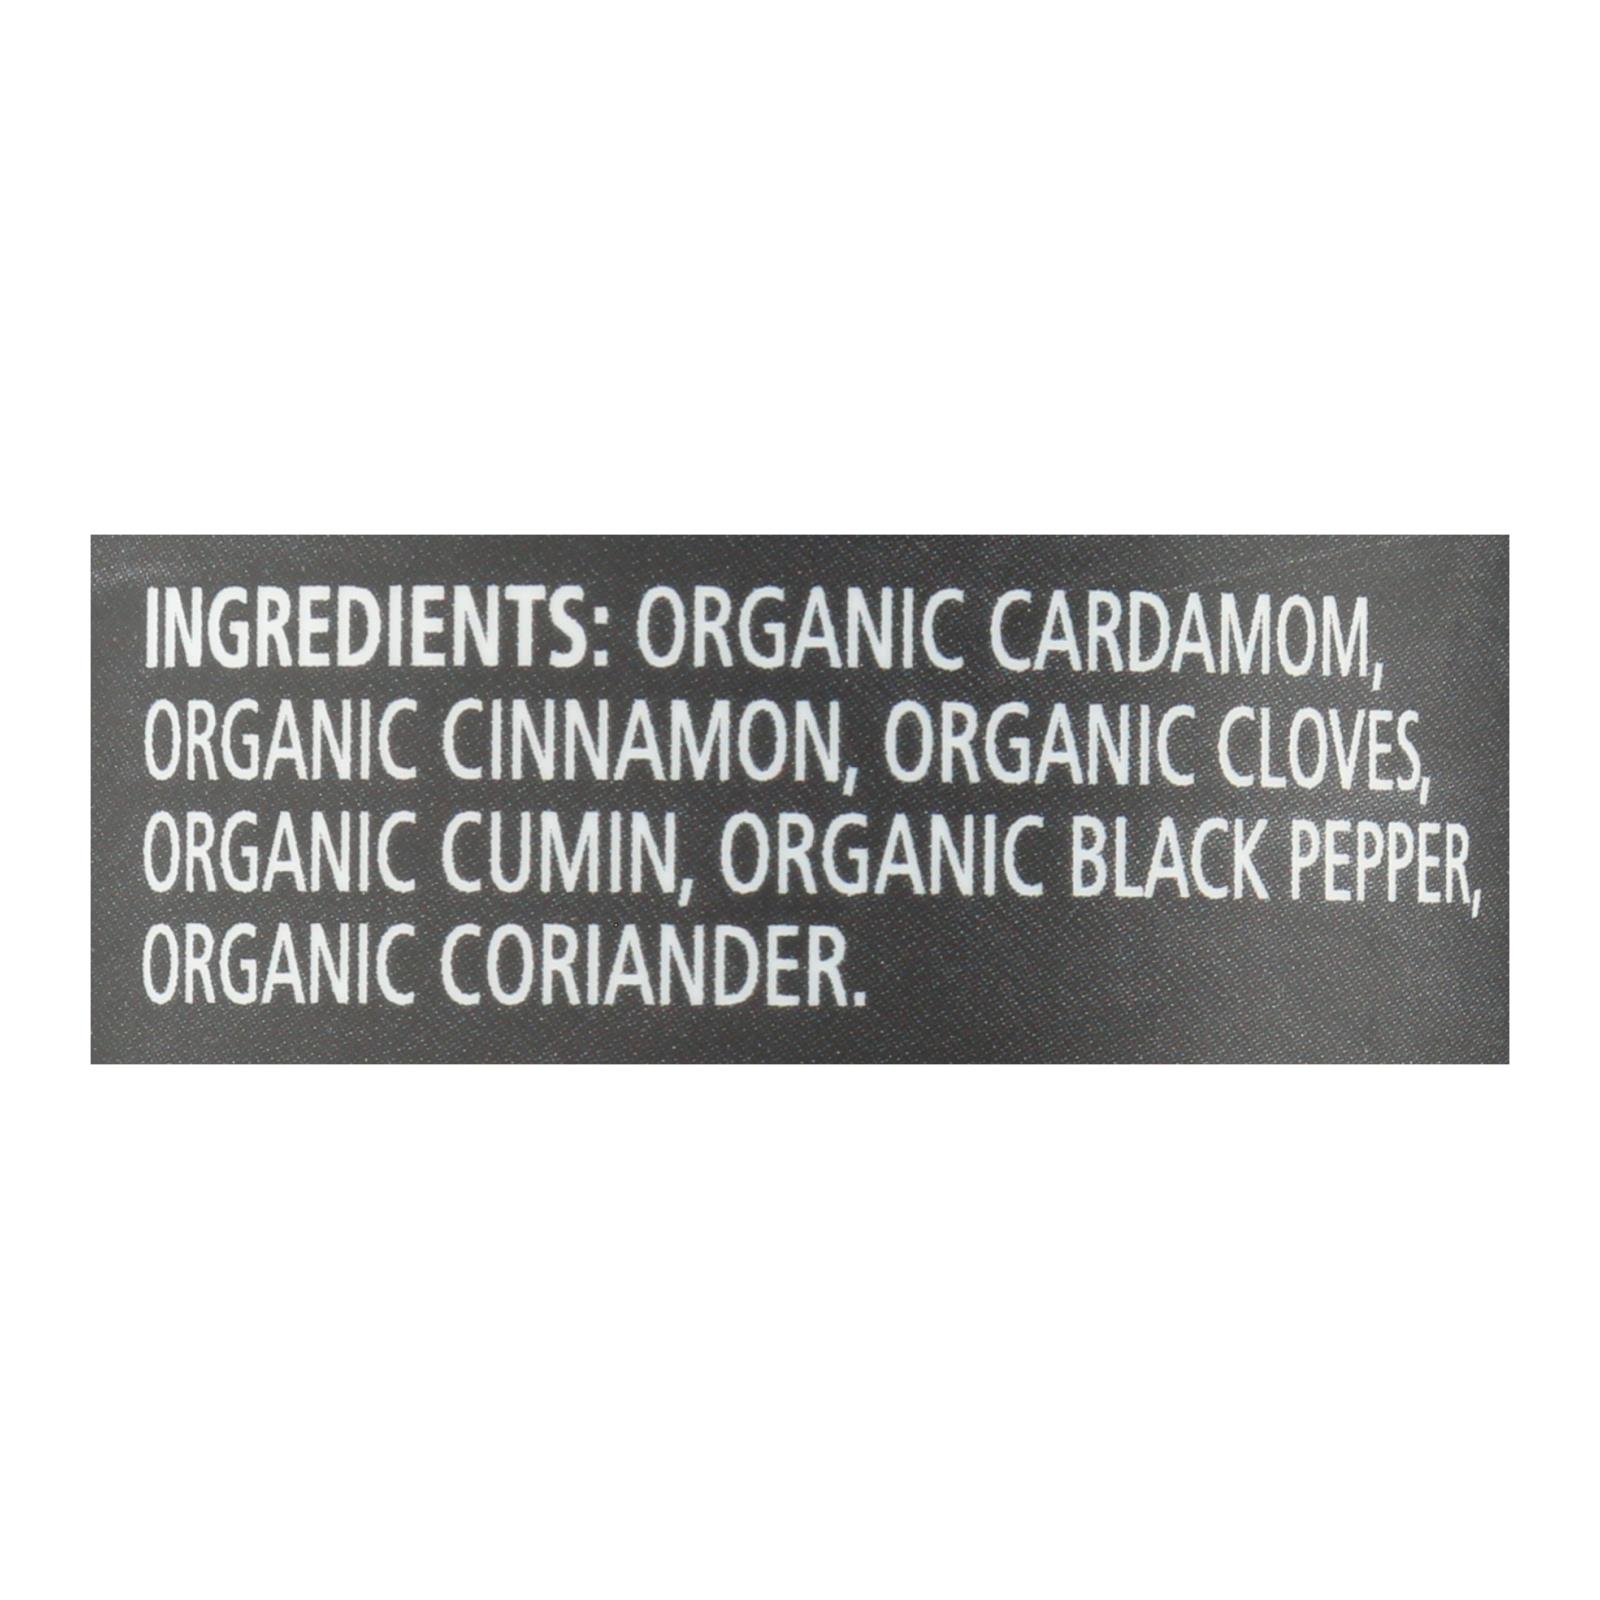 INGREDIENTS: ORGANIC CARDAMOM,
ORGANIC CINNAMON, ORGANIC CLOVES,
ORGANIC CUMIN, ORGANIC BLACK PEPPER,
ORGANIC CORIANDER.